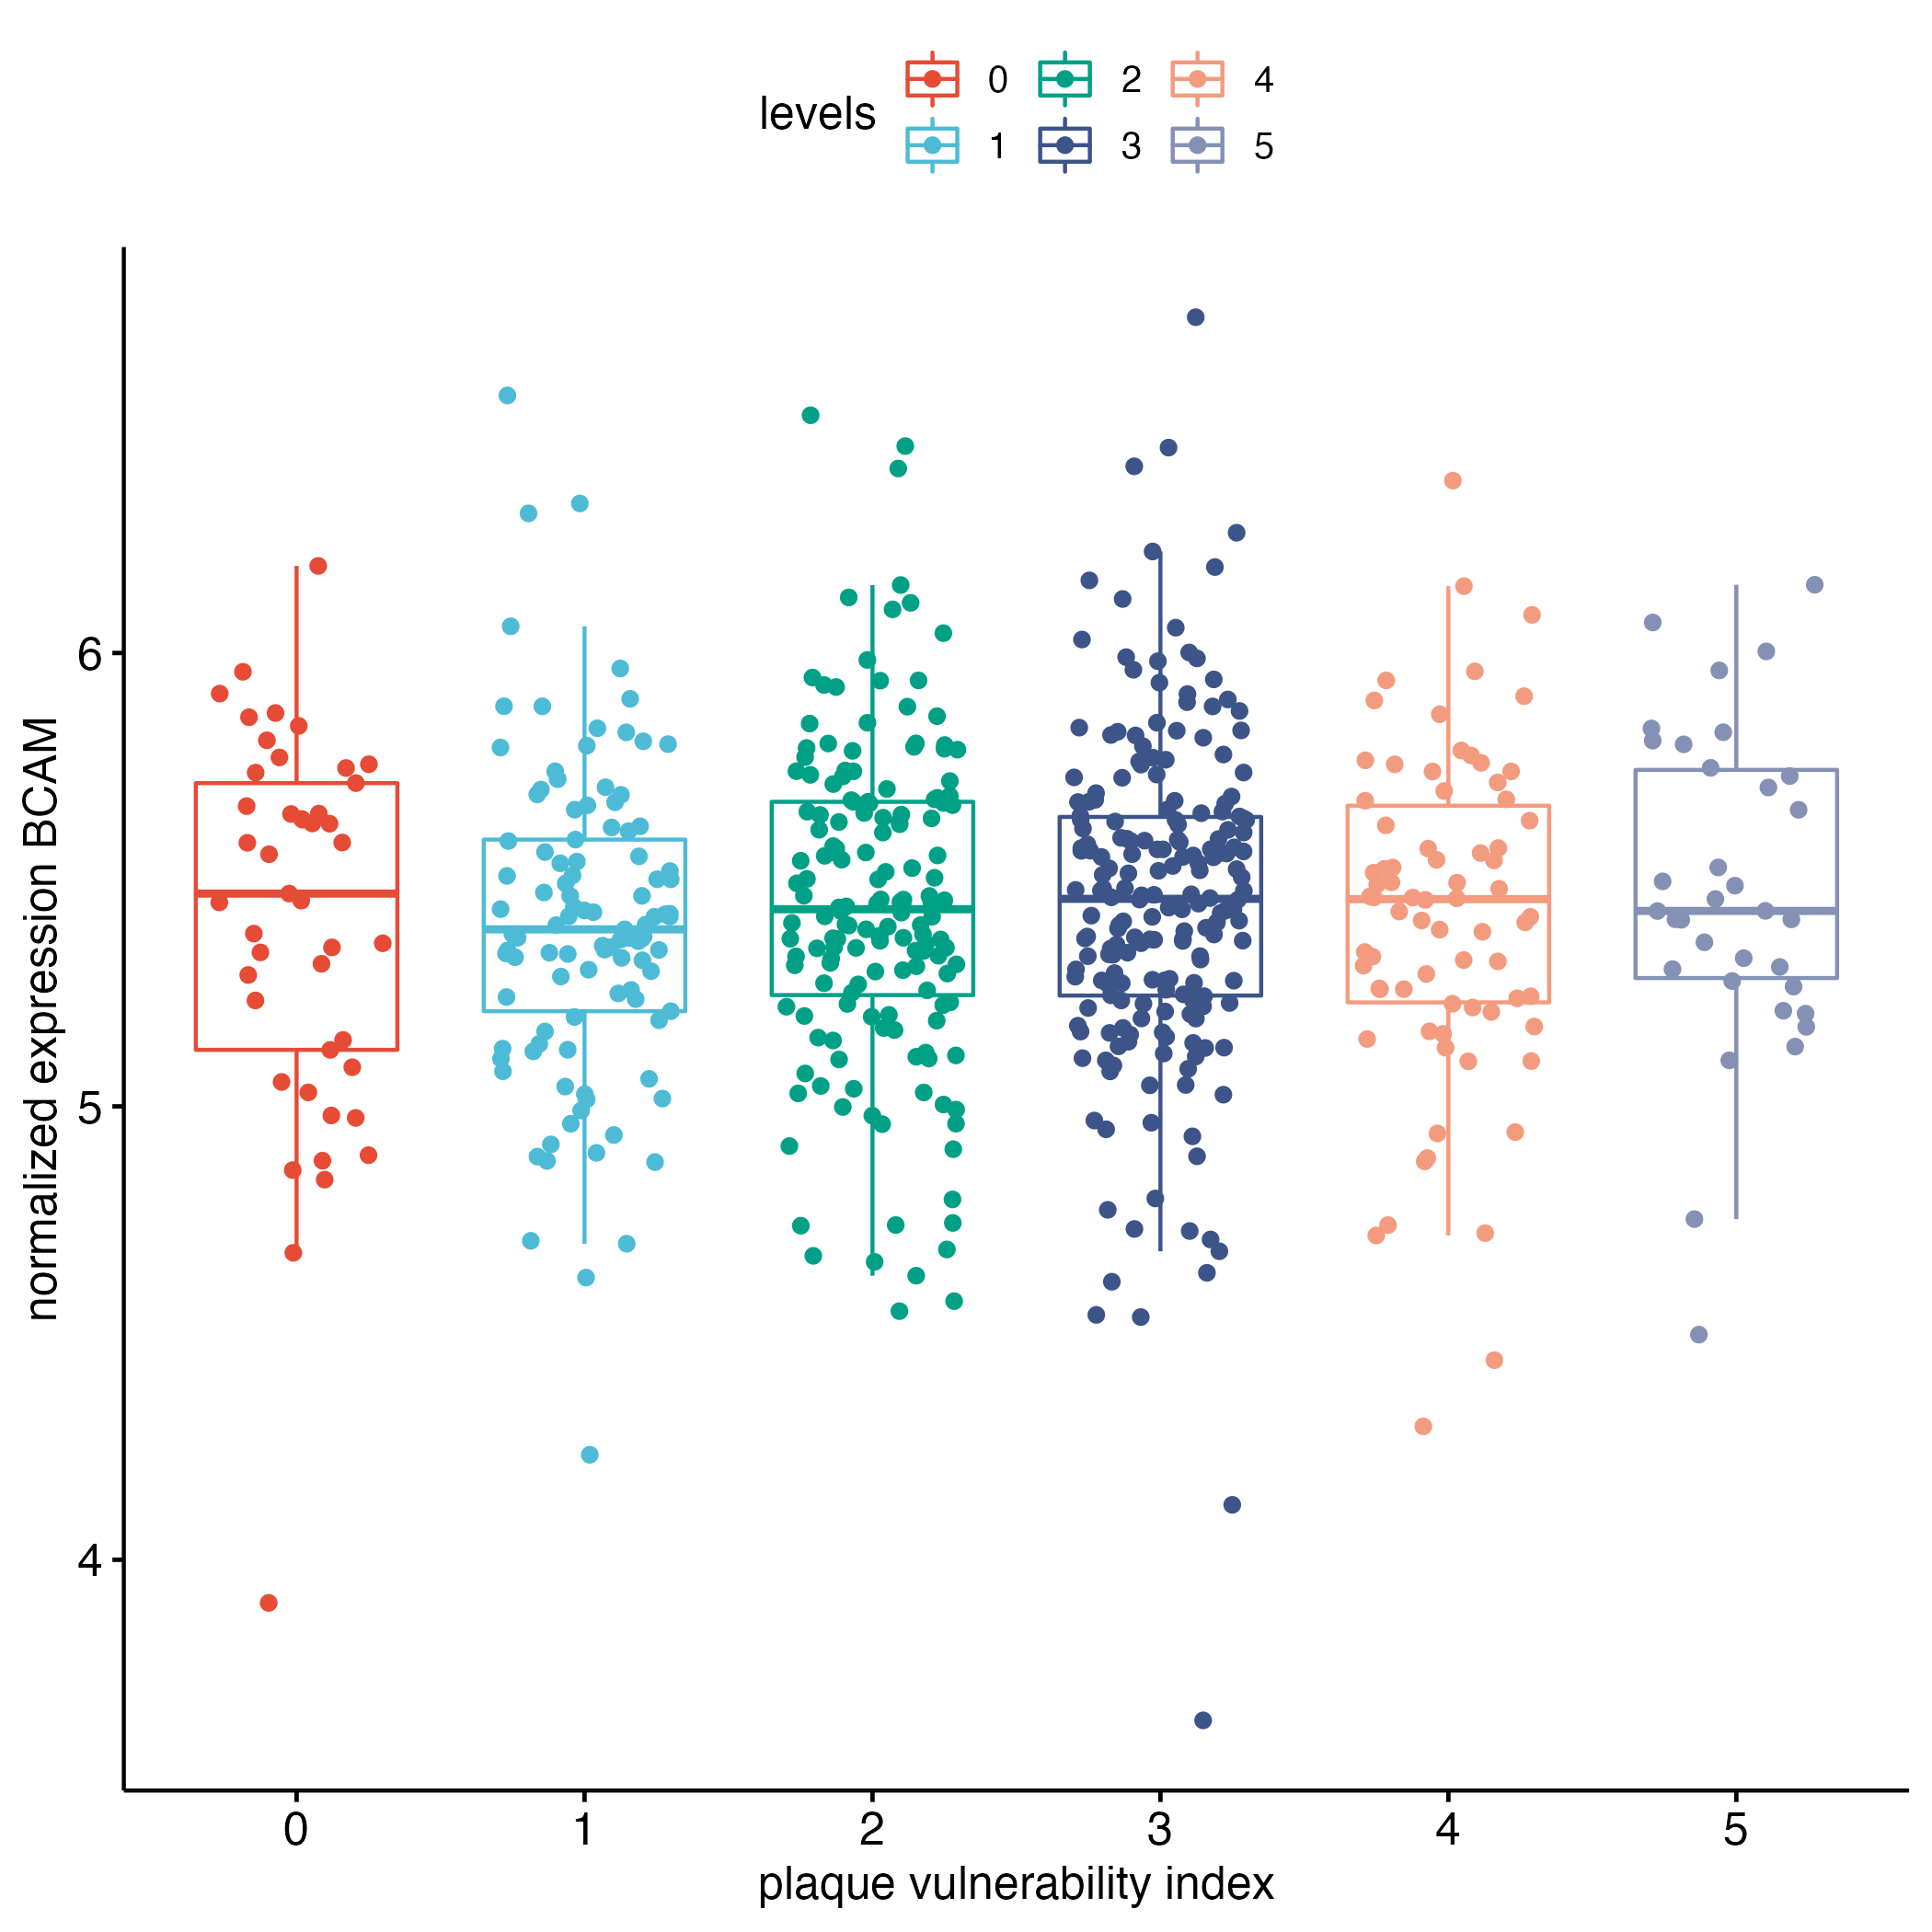 levels
0 2 4
1 3 5
normalized expression BCAM
6
5
4
0 1 2 3 4 5
plaque vulnerability index